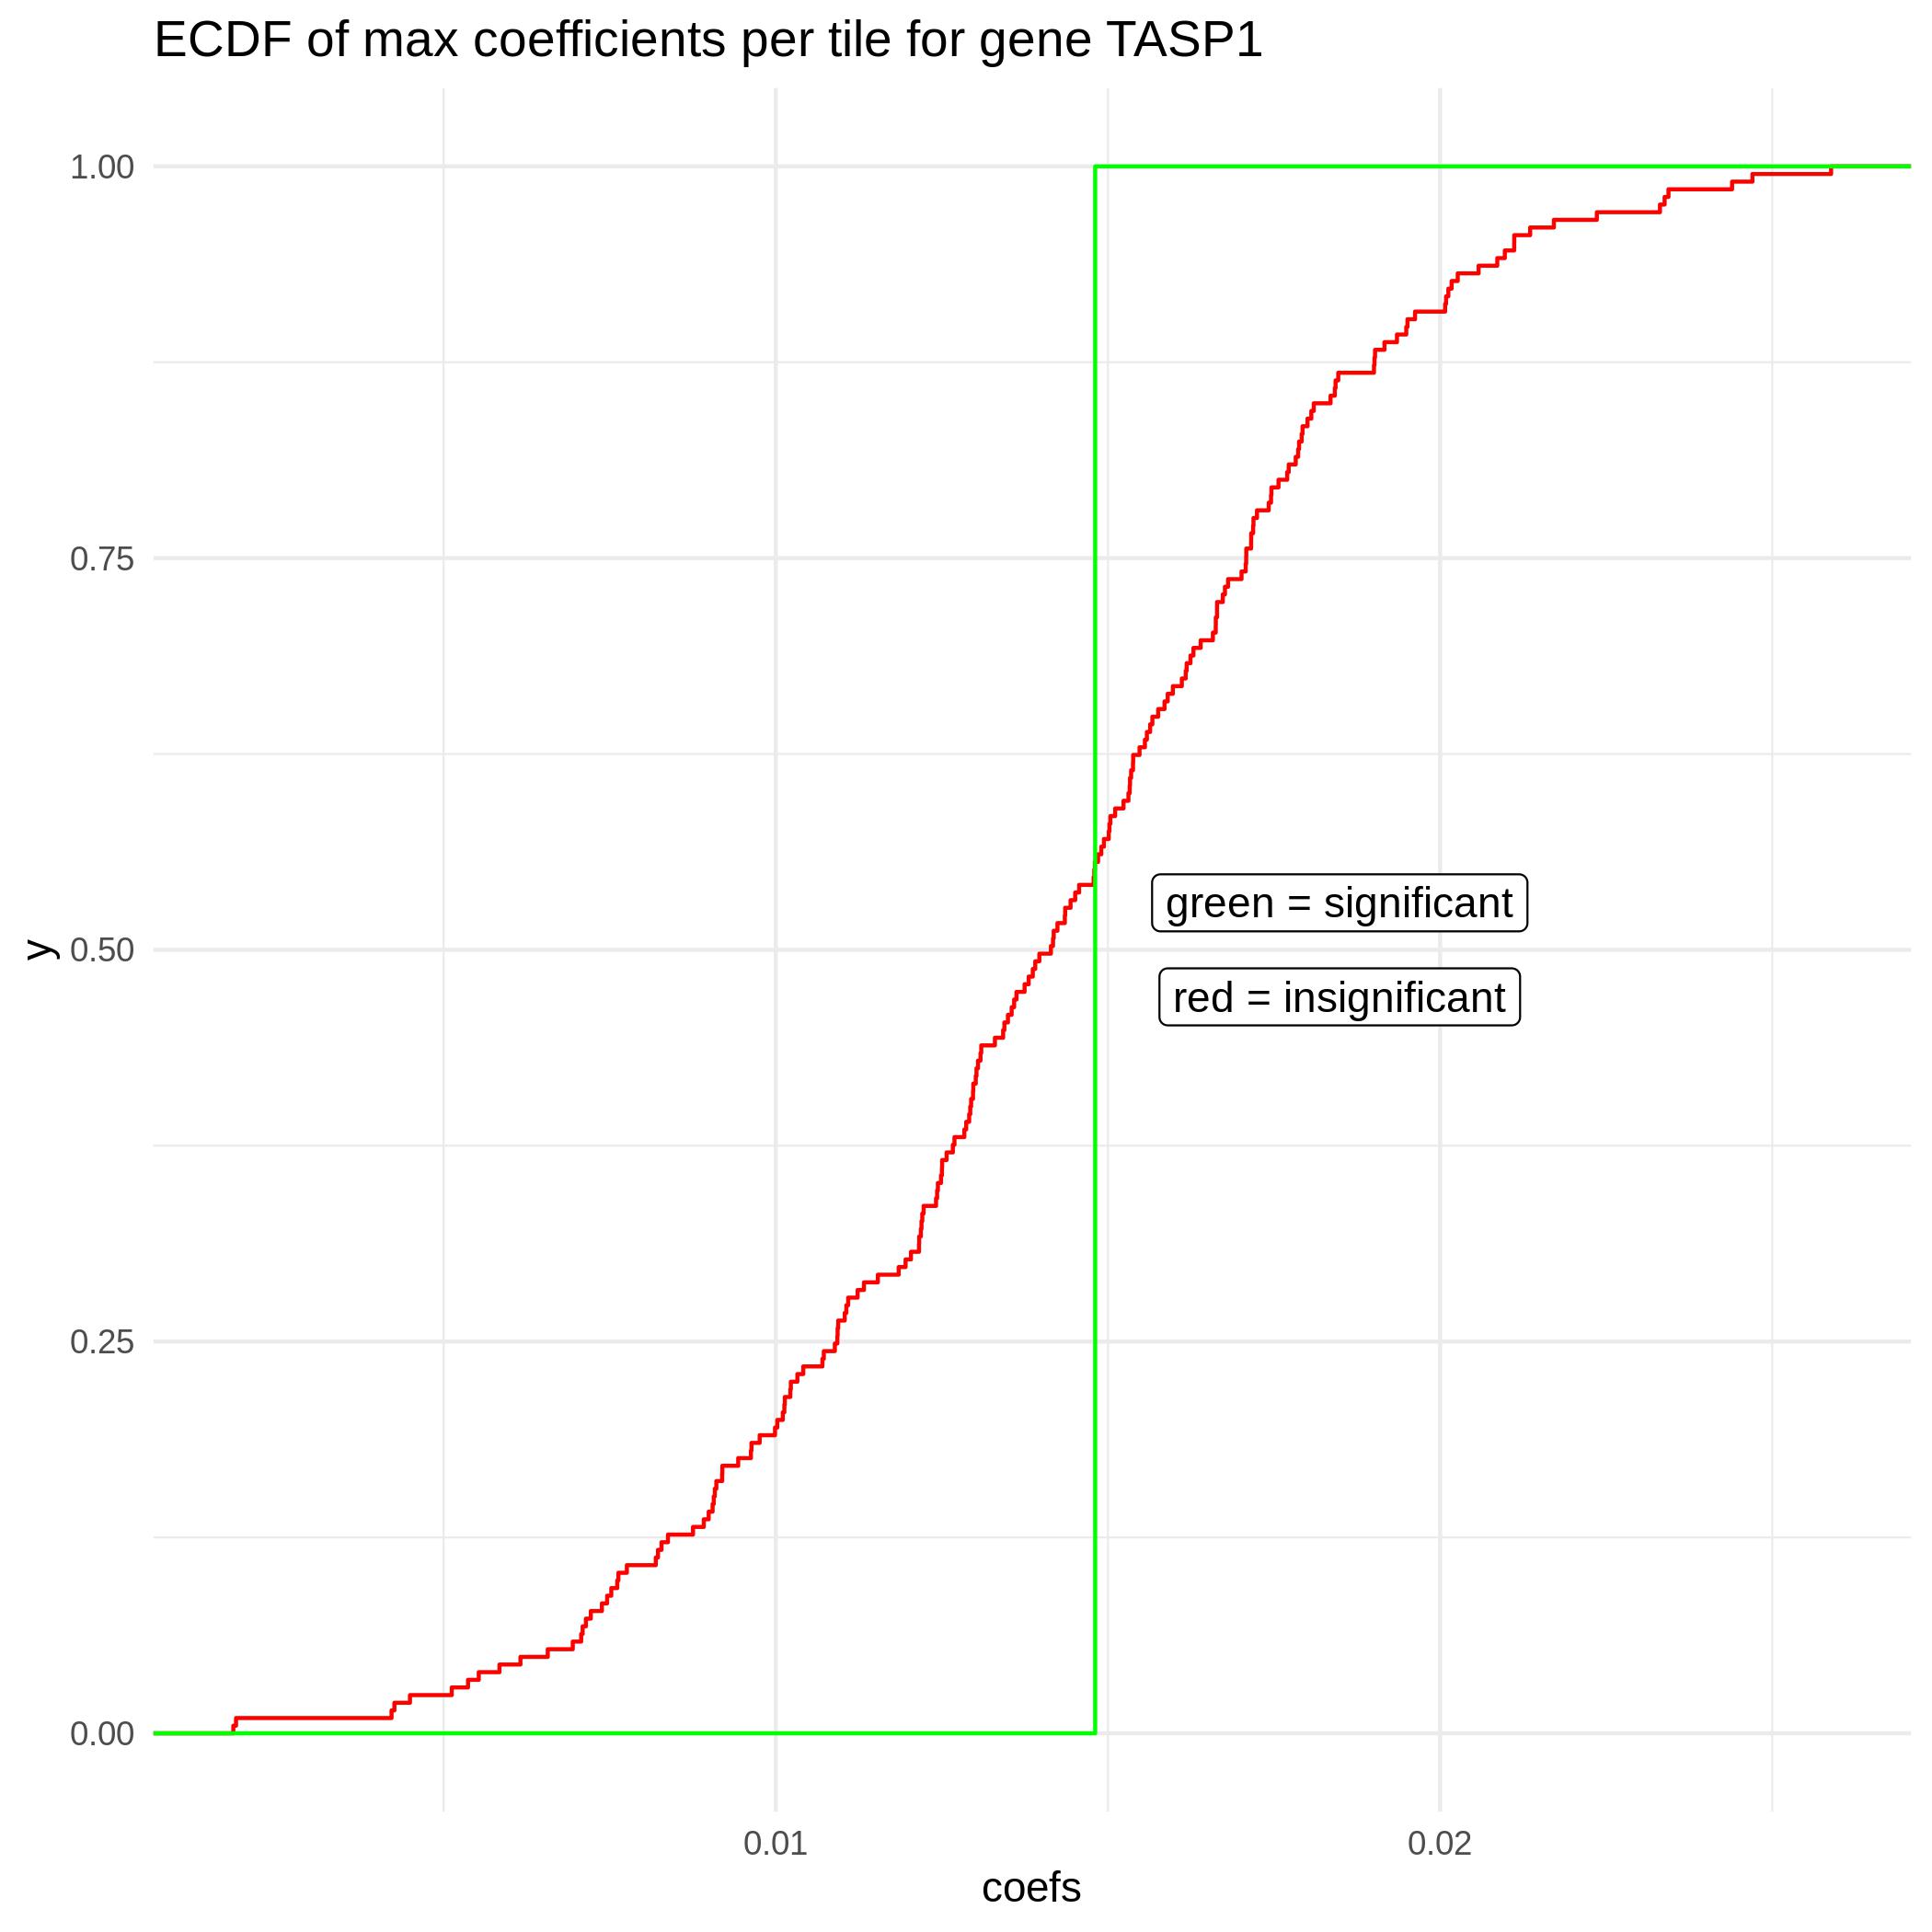 ECDF of max coefficients per tile for gene TASP1
1.00
0.75
green = significant
y
0.50
red = insignificant
0.25
0.00
0.01
0.02
coefs